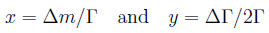 x = Δm/Γ and y = ΔΓ/2Γ